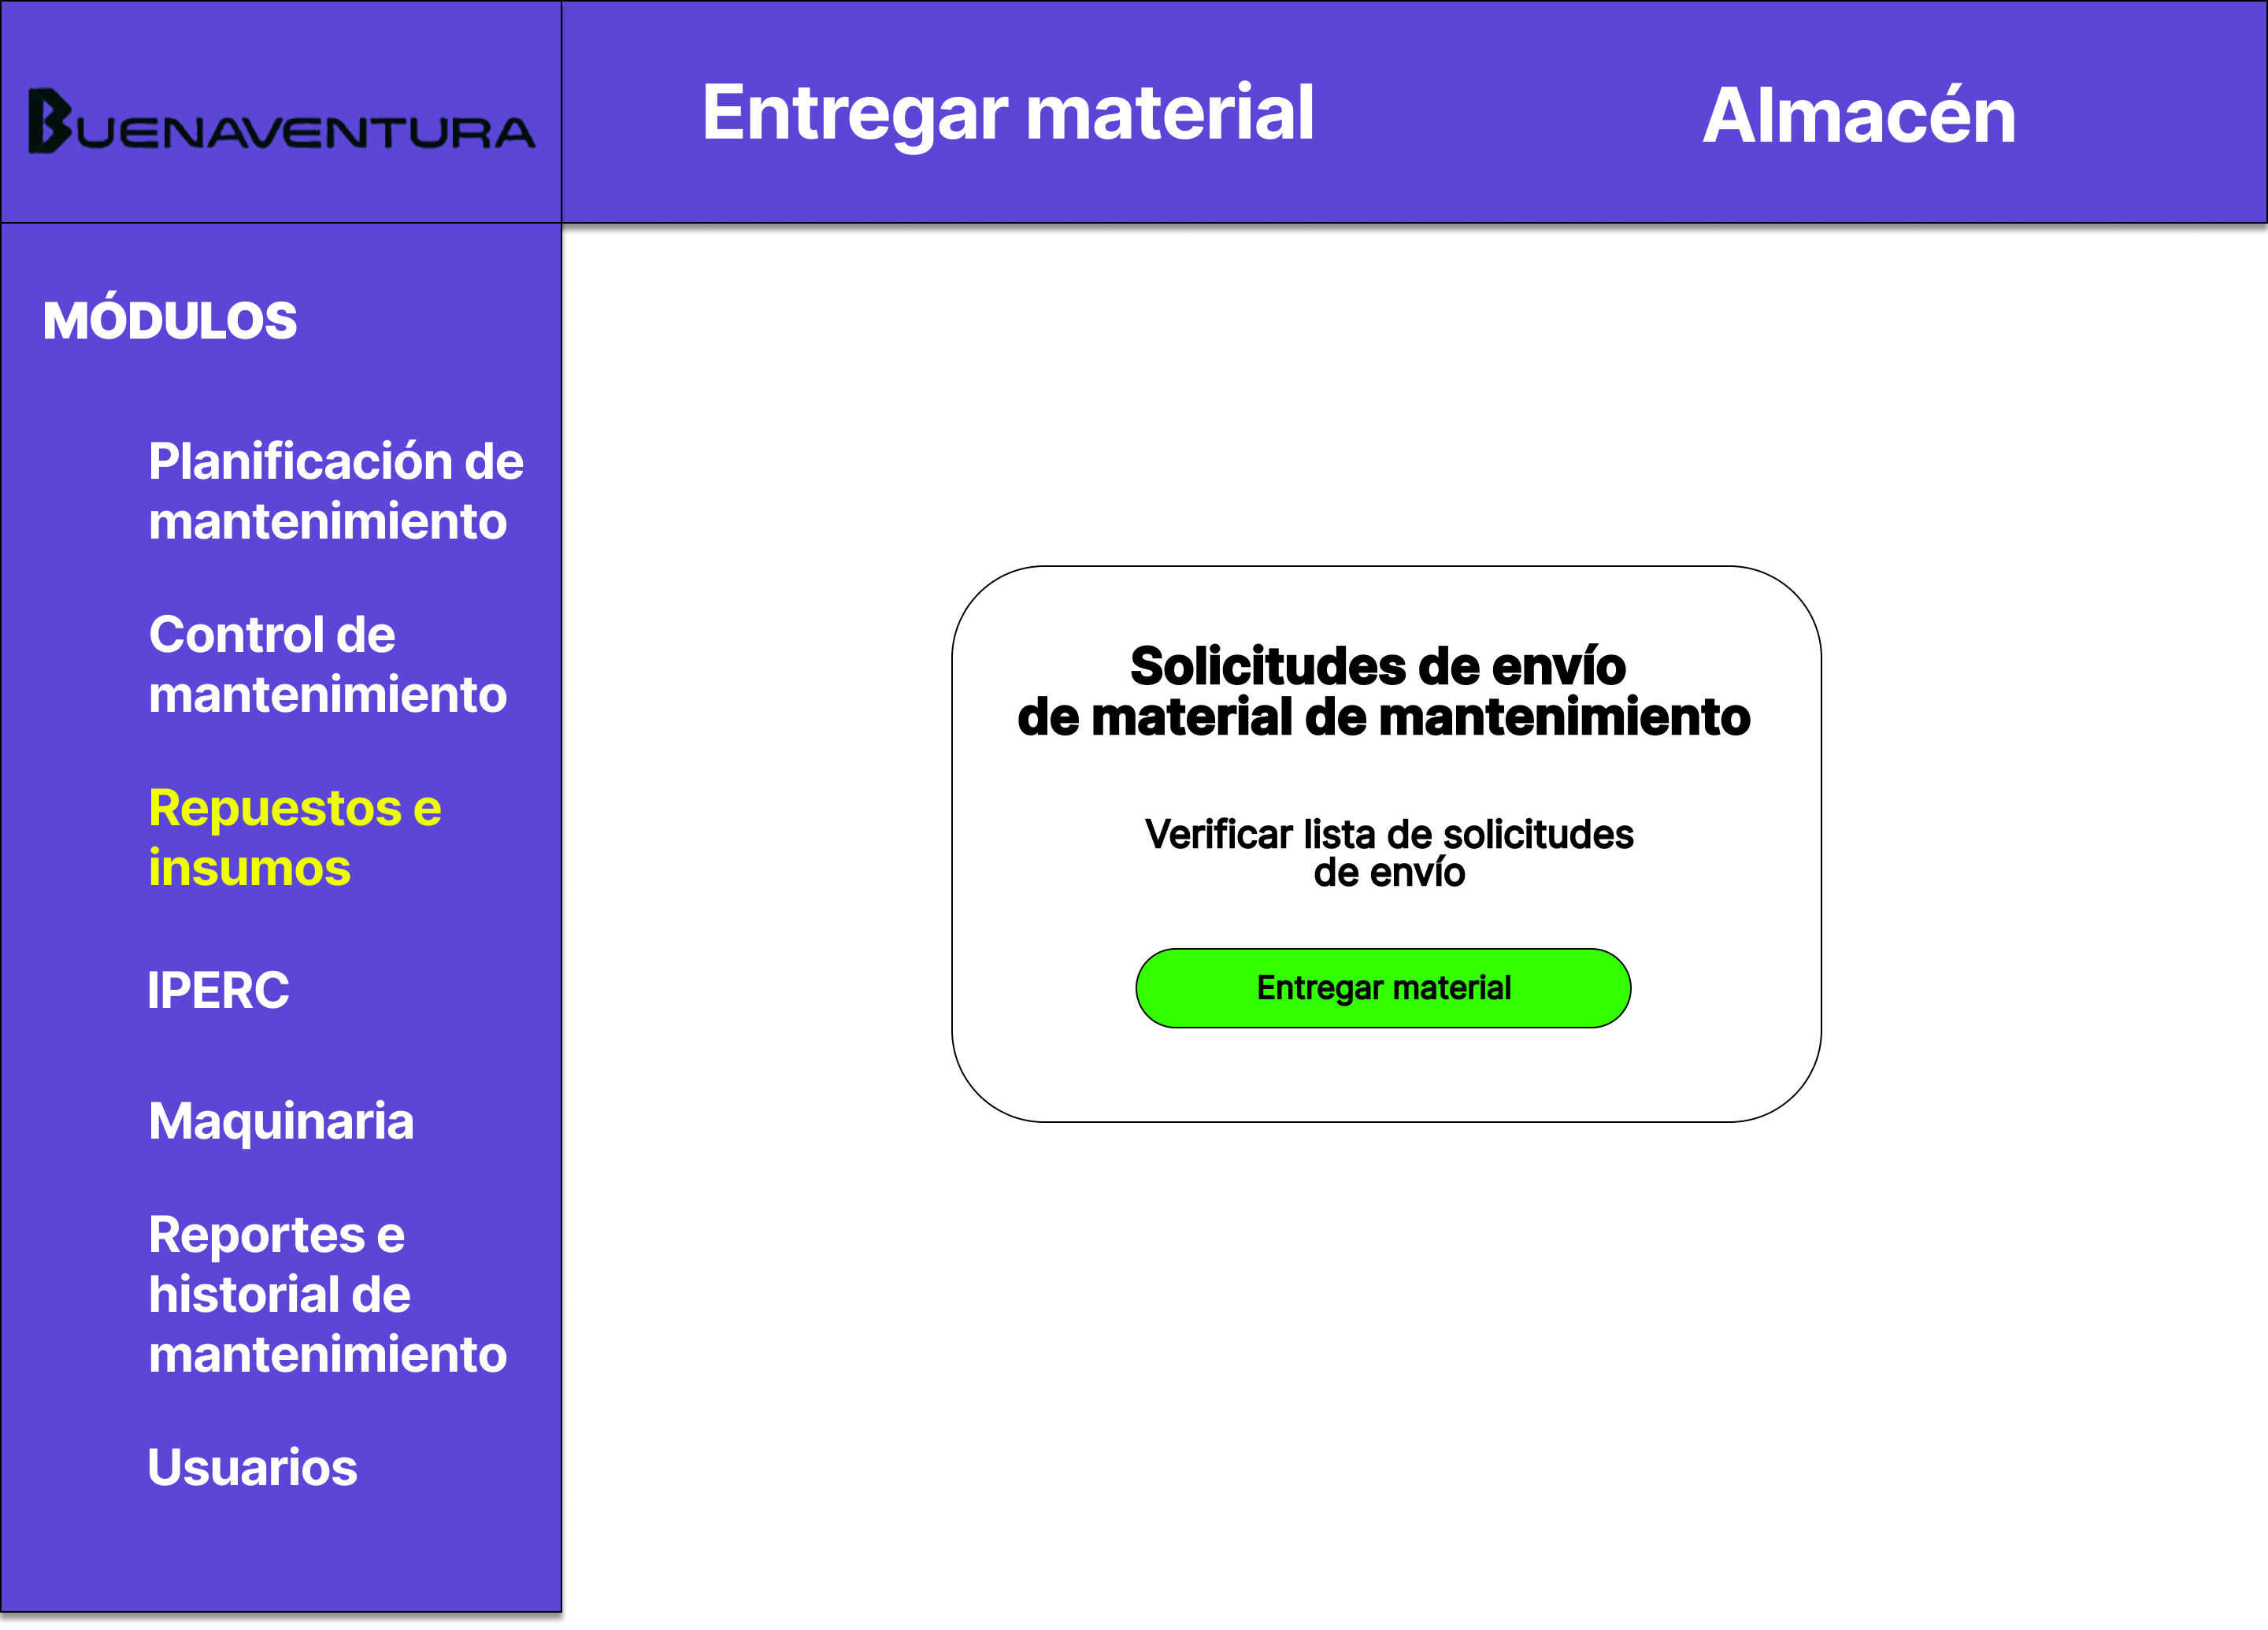 BUENAVENTURA
Entregar material
Almacén
MÓDULOS
Planificación de
mantenimiento
Control de
mantenimiento
Repuestos e
insumos
IPERC
Maquinaria
Reportes e
historial de
mantenimiento
Usuarios
Solicitudes de envío
de material de mantenimiento
Verificar lista de solicitudes
de envío
Entregar material